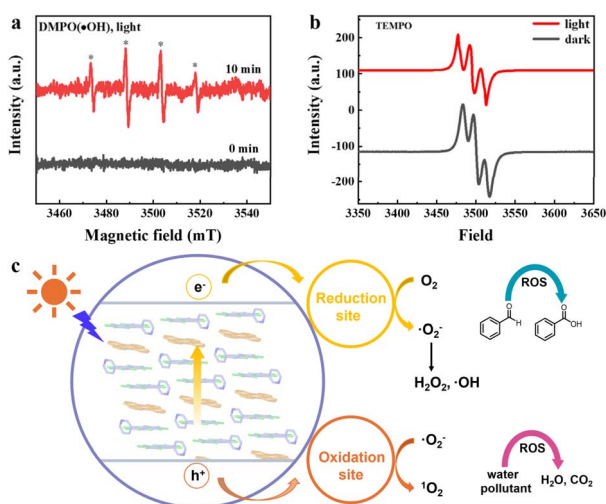 a
DMPO(•OH), light
* * * *
10 min
0 min
Intensity (a.u.)
3460 3480 3500 3520 3540
Magnetic field (mT)
b
TEMPO
light
dark
200
100
0
-100
-200
Intensity (a.u.)
3350 3400 3450 3500 3550 3600 3650
Field
c
e⁻
Reduction
site
O₂
·O₂⁻
H₂O₂, ·OH
ROS
O
H
O
OH
h⁺
Oxidation
site
·O₂⁻
¹O₂
ROS
water
pollutant
H₂O, CO₂